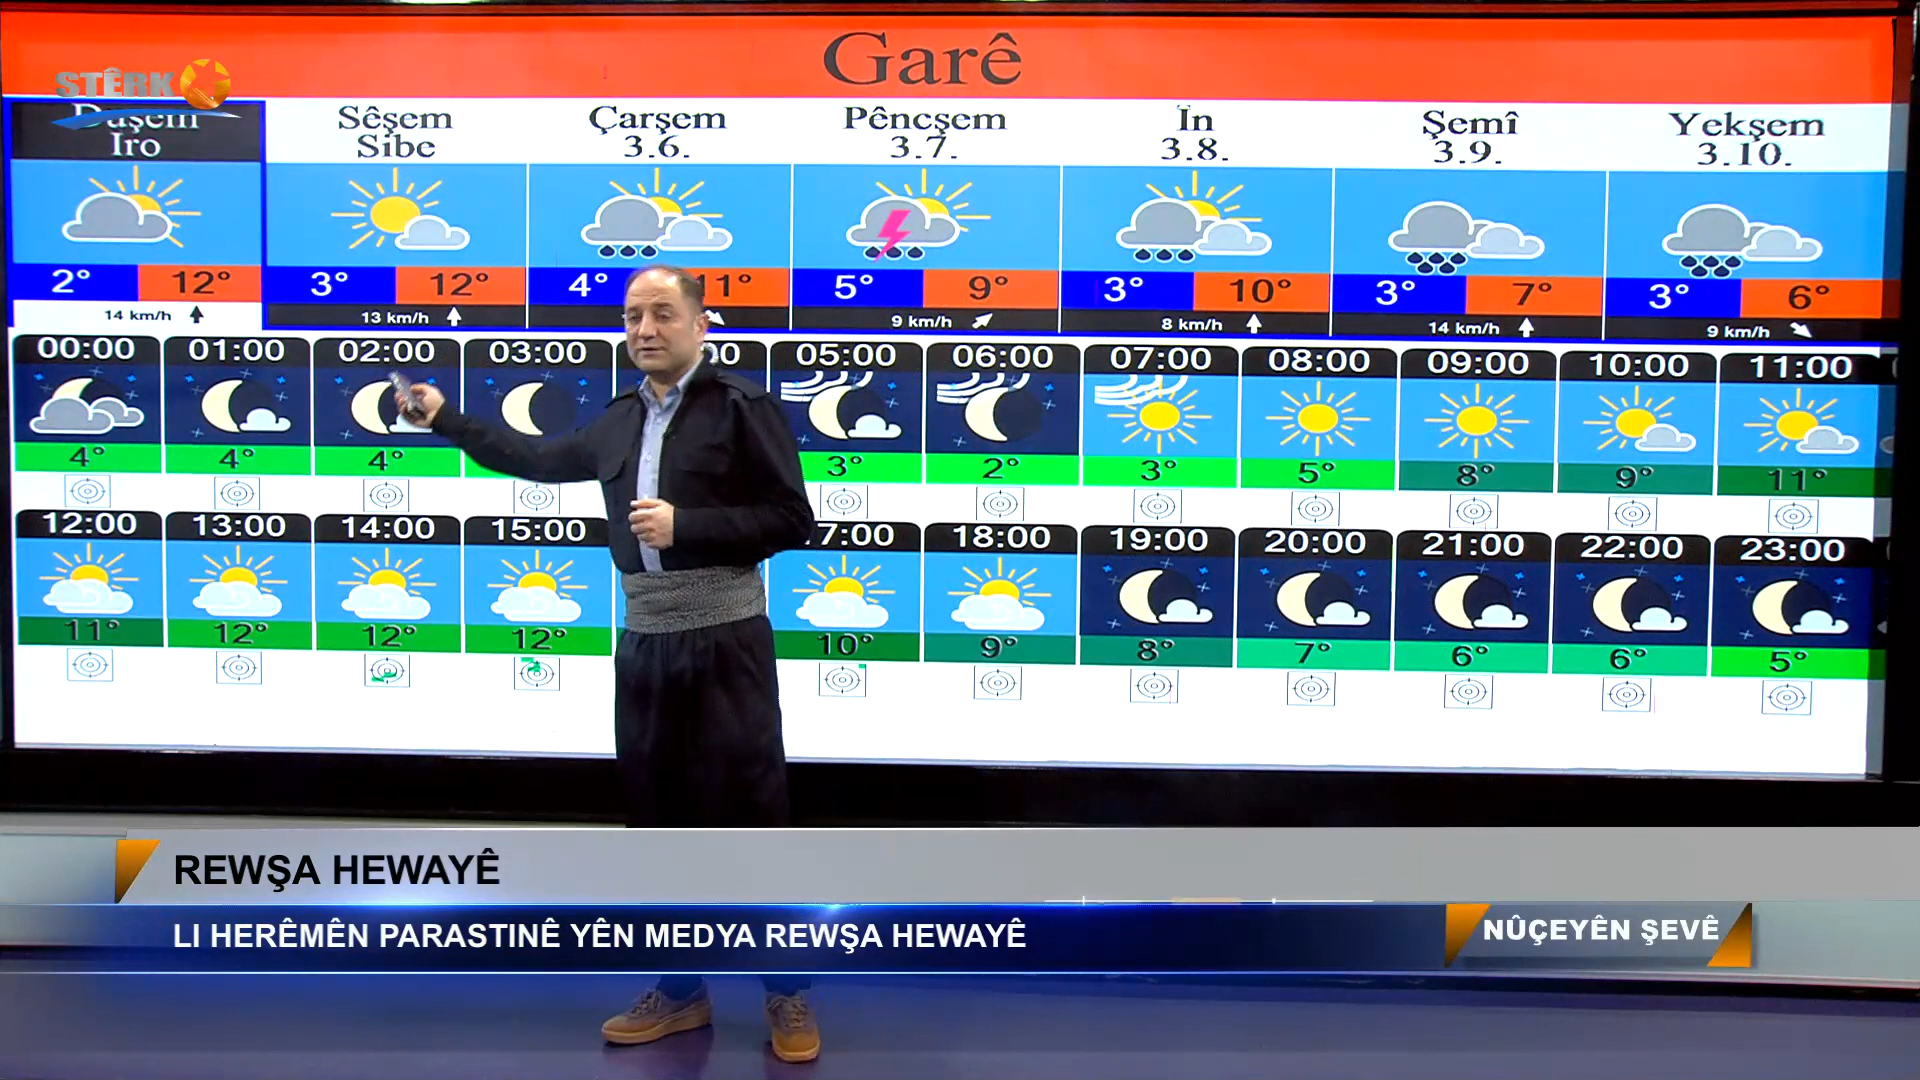 Garê
STÊRK
Duşem
Iro
Sêşem
Sibe
Çarşem
3.6.
Pêncşem
3.7.
În
3.8.
Şemî
3.9.
Yekşem
3.10.
2° 12°
3° 12°
4° 11°
5° 9°
3° 10°
3° 7°
3° 6°
14 km/h
13 km/h
9 km/h
8 km/h
14 km/h
9 km/h
00:00 01:00 02:00 03:00 05:00 06:00 07:00 08:00 09:00 10:00 11:00
4° 4° 4° 3° 2° 3° 5° 8° 9° 11°
12:00 13:00 14:00 15:00 7:00 18:00 19:00 20:00 21:00 22:00 23:00
11° 12° 12° 12° 10° 9° 8° 7° 6° 6° 5°
REWŞA HEWAYÊ
LI HERÊMÊN PARASTINÊ YÊN MEDYA REWŞA HEWAYÊ
NÛÇEYÊN ŞEVÊ